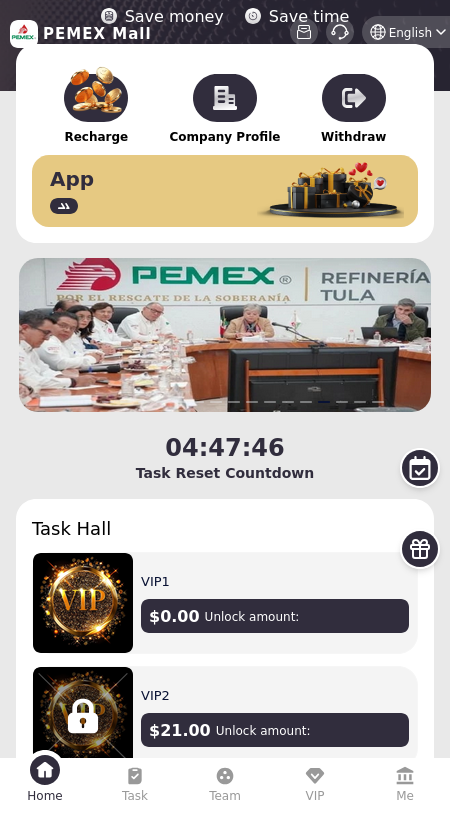 Save money Save time
PEMEX Mall
English
Recharge Company Profile Withdraw
App
PEMEX®
POR EL RESCATE DE LA SOBERANÍA
REFINERÍA
TULA
04:47:46
Task Reset Countdown
Task Hall
VIP
VIP1
$0.00 Unlock amount:
VIP
VIP2
$21.00 Unlock amount:
Home Task Team VIP Me